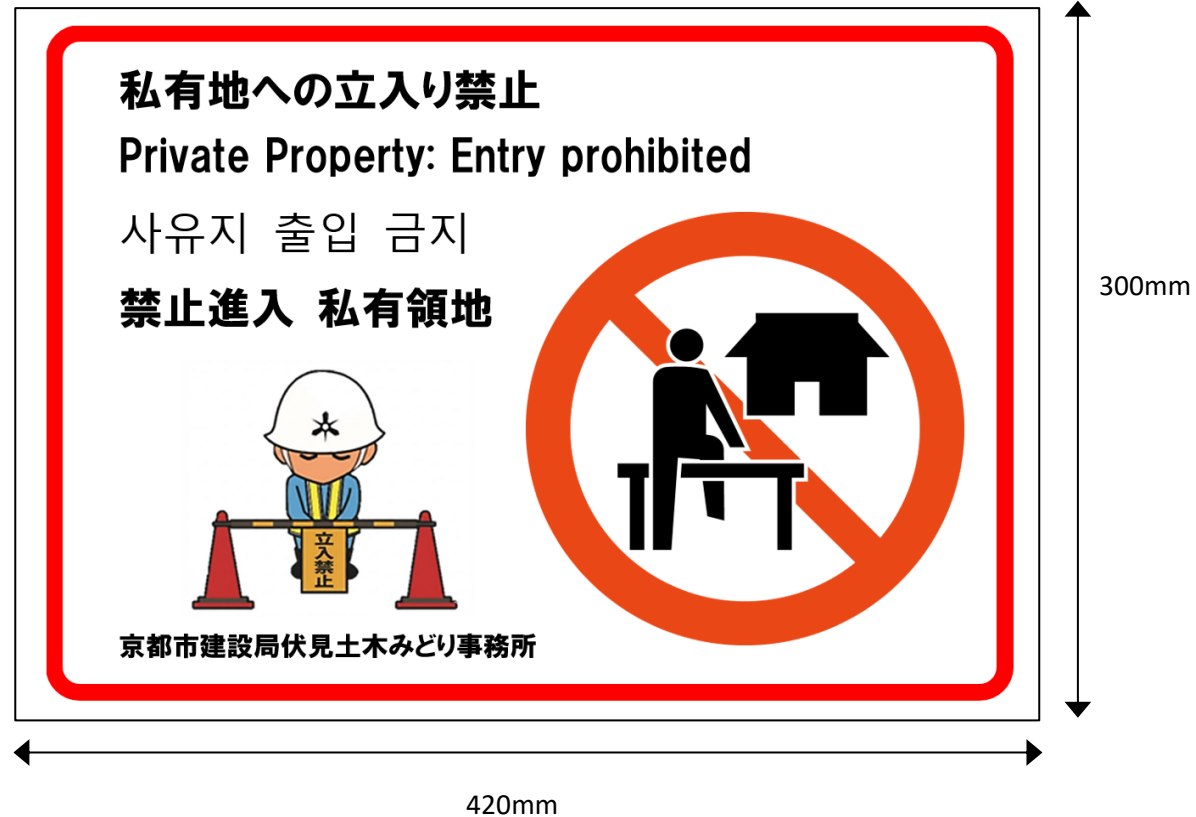 私有地への立入り禁止
Private Property: Entry prohibited
사유지 출입 금지
禁止進入 私有領地
立入禁止
京都市建設局伏見土木みどり事務所
300mm
420mm